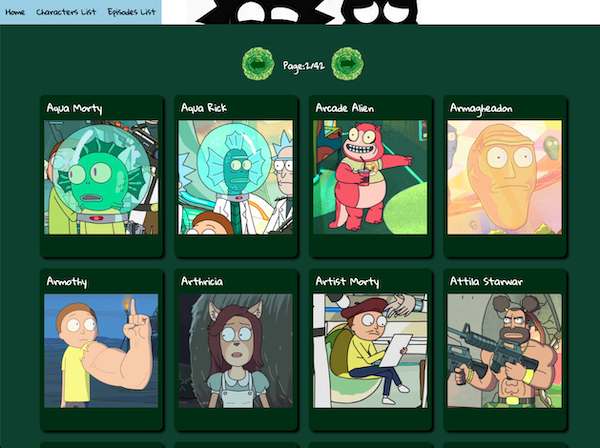 Home Characters List Episodes List
Page:2/42
Aqua Morty Aqua Rick Arcade Alien Armagheadon
Armothy Arthricia Artist Morty Attila Starwar